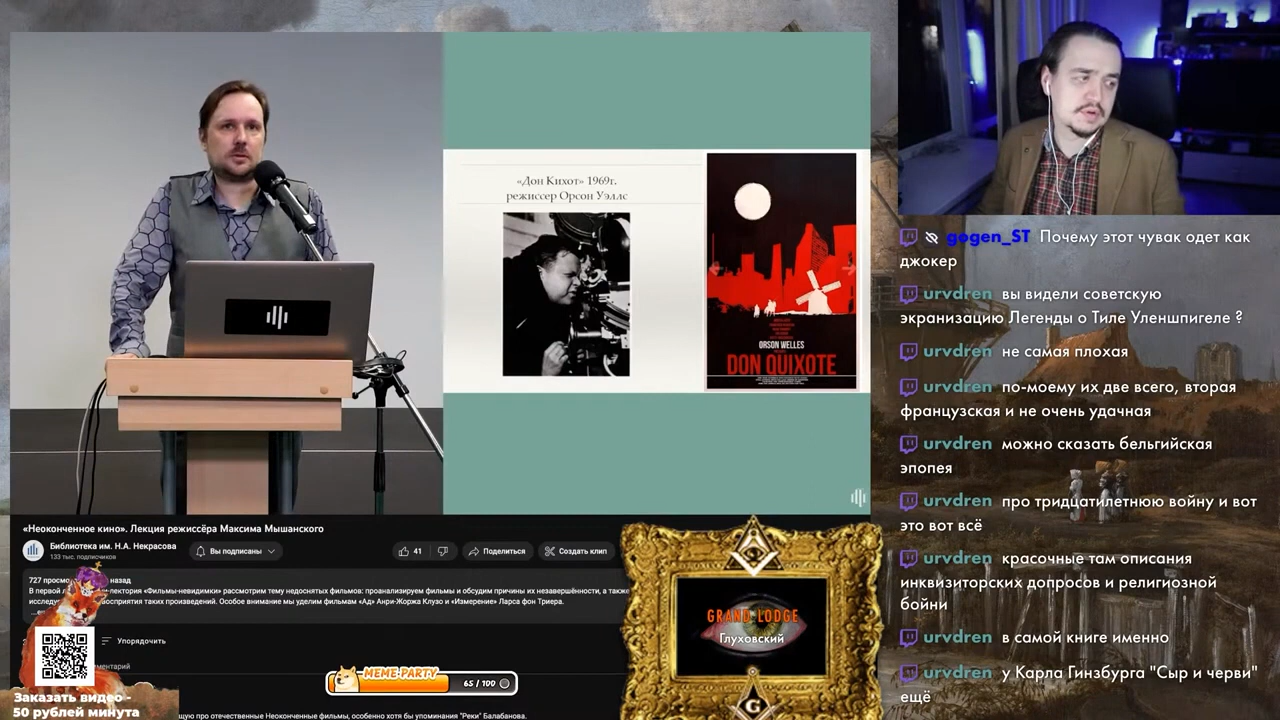 «Дон Кихот» 1969г.
режиссер Орсон Уэллс
ORSON WELLES
DON QUIXOTE
«Неоконченное кино». Лекция режиссёра Максима Мышанского
Библиотека им. Н.А. Некрасова
133 тыс. подписчиков
Вы подписаны
41
Поделиться
Создать клип
727 просмо
назад
В первой
лектория «Фильмы-невидимки» рассмотрим тему недоснятых фильмов: проанализируем фильмы и обсудим причины их незавершённости, а также
исследу
восприятия таких произведений. Особое внимание мы уделим фильмам «Ад» Анри-Жоржа Клузо и «Измерение» Ларса фон Триера.
Упорядочить
Заказать видео -
50 рублей минута
MEME-PARTY
65 / 100
GRAND LODGE
Глуховский
G
щую про отечественные Неоконченные фильмы, особенно хотя бы упоминания "Реки" Балабанова.
gogen_ST Почему этот чувак одет как
джокер
urvdren вы видели советскую
экранизацию Легенды о Тиле Уленшпигеле ?
urvdren не самая плохая
urvdren по-моему их две всего, вторая
французская и не очень удачная
urvdren можно сказать бельгийская
эпопея
urvdren про тридцатилетнюю войну и вот
это вот всё
urvdren красочные там описания
инквизиторских допросов и религиозной
бойни
urvdren в самой книге именно
urvdren у Карла Гинзбурга "Сыр и черви"
ещё